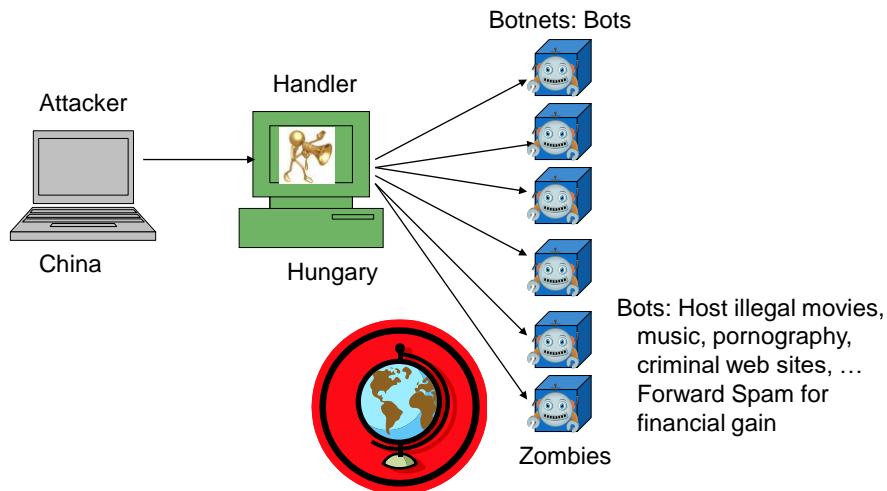 Botnets: Bots
Attacker
Handler
China
Hungary
Bots: Host illegal movies,
music, pornography,
criminal web sites, …
Forward Spam for
financial gain
Zombies